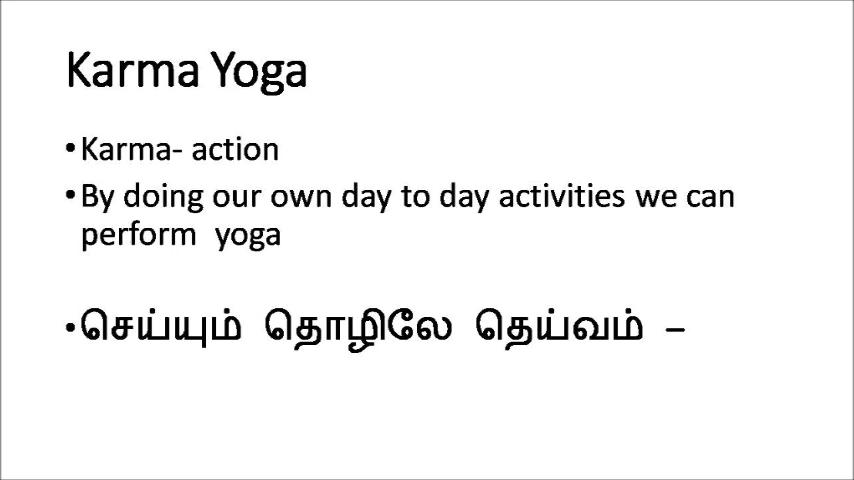 Karma Yoga
•Karma- action
•By doing our own day to day activities we can
perform yoga
•செய்யும் தொழிலே தெய்வம் –